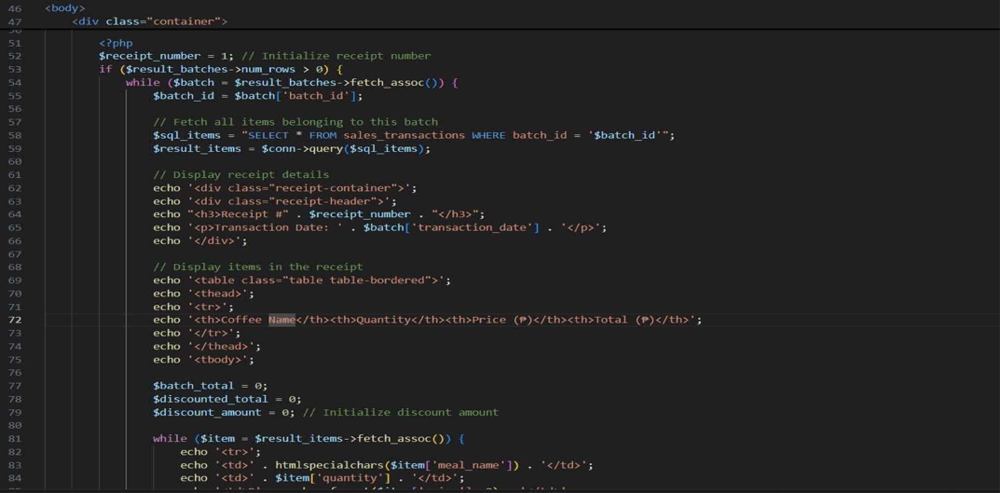 46 <body>
47 <div class="container">
50
51 <?php
52 $receipt_number = 1; // Initialize receipt number
53 if ($result_batches->num_rows > 0) {
54 while ($batch = $result_batches->fetch_assoc()) {
55 $batch_id = $batch['batch_id'];
56
57 // Fetch all items belonging to this batch
58 $sql_items = "SELECT * FROM sales_transactions WHERE batch_id = '$batch_id'";
59 $result_items = $conn->query($sql_items);
60
61 // Display receipt details
62 echo '<div class="receipt-container">';
63 echo '<div class="receipt-header">';
64 echo "<h3>Receipt #" . $receipt_number . "</h3>";
65 echo '<p>Transaction Date: ' . $batch['transaction_date'] . '</p>';
66 echo '</div>';
67
68 // Display items in the receipt
69 echo '<table class="table table-bordered">';
70 echo '<thead>';
71 echo '<tr>';
72 echo '<th>Coffee Name</th><th>Quantity</th><th>Price (₱)</th><th>Total (₱)</th>';
73 echo '</tr>';
74 echo '</thead>';
75 echo '<tbody>';
76
77 $batch_total = 0;
78 $discounted_total = 0;
79 $discount_amount = 0; // Initialize discount amount
80
81 while ($item = $result_items->fetch_assoc()) {
82 echo '<tr>';
83 echo '<td>' . htmlspecialchars($item['meal_name']) . '</td>';
84 echo '<td>' . $item['quantity'] . '</td>';